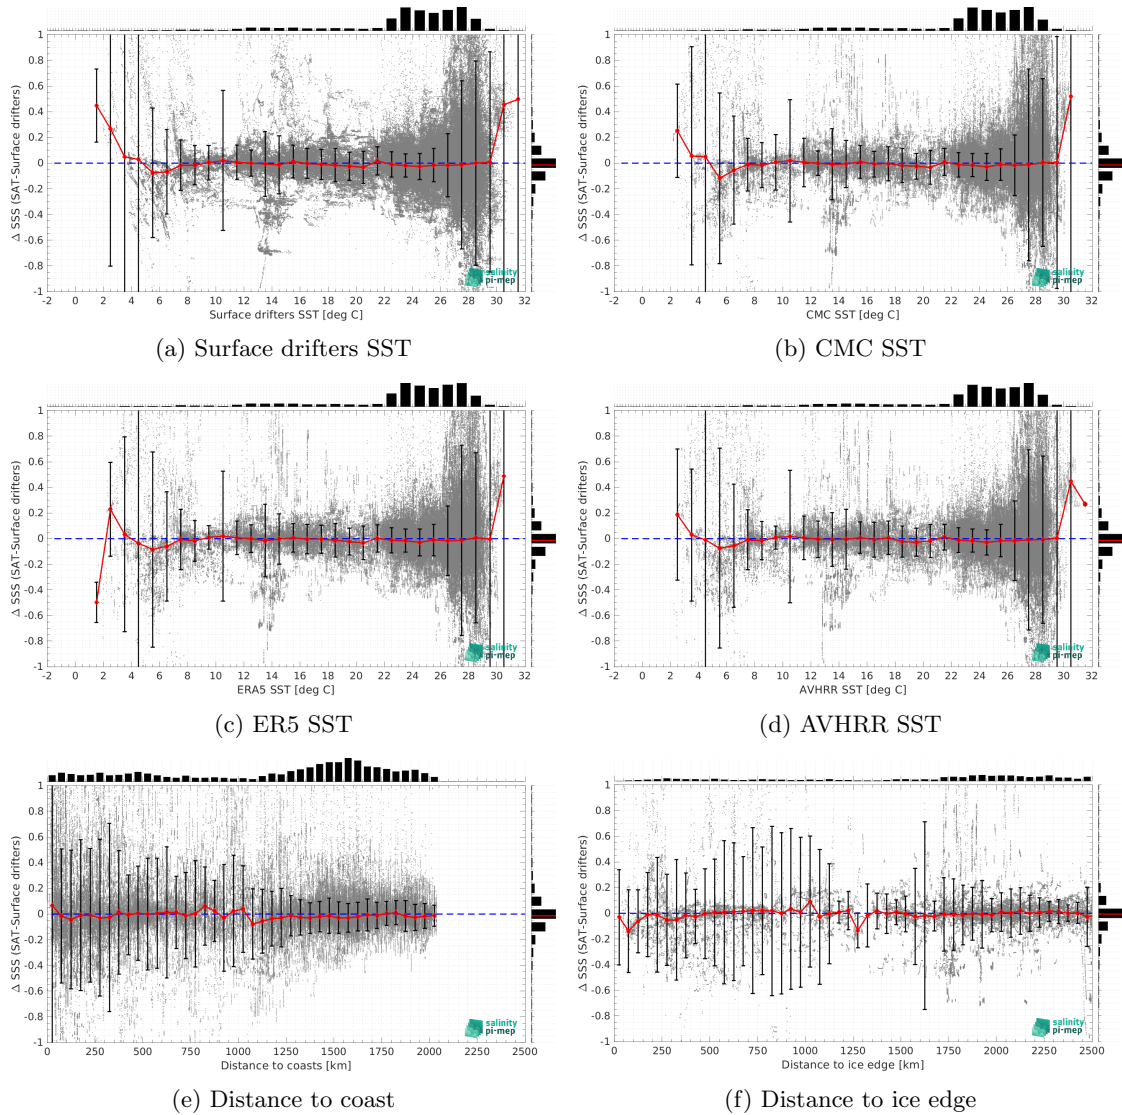 1
0.8
0.6
0.4
0.2
0
-0.2
-0.4
-0.6
-0.8
-1
Δ SSS (SAT-Surface drifters)
-2 0 2 4 6 8 10 12 14 16 18 20 22 24 26 28 30 32
Surface drifters SST [deg C]
salinity
pi-mep
(a) Surface drifters SST
1
0.8
0.6
0.4
0.2
0
-0.2
-0.4
-0.6
-0.8
-1
Δ SSS (SAT-Surface drifters)
-2 0 2 4 6 8 10 12 14 16 18 20 22 24 26 28 30 32
CMC SST [deg C]
salinity
pi-mep
(b) CMC SST
1
0.8
0.6
0.4
0.2
0
-0.2
-0.4
-0.6
-0.8
-1
Δ SSS (SAT-Surface drifters)
-2 0 2 4 6 8 10 12 14 16 18 20 22 24 26 28 30 32
ERA5 SST [deg C]
salinity
pi-mep
(c) ER5 SST
1
0.8
0.6
0.4
0.2
0
-0.2
-0.4
-0.6
-0.8
-1
Δ SSS (SAT-Surface drifters)
-2 0 2 4 6 8 10 12 14 16 18 20 22 24 26 28 30 32
AVHRR SST [deg C]
salinity
pi-mep
(d) AVHRR SST
1
0.8
0.6
0.4
0.2
0
-0.2
-0.4
-0.6
-0.8
-1
Δ SSS (SAT-Surface drifters)
0 250 500 750 1000 1250 1500 1750 2000 2250 2500
Distance to coasts [km]
salinity
pi-mep
(e) Distance to coast
1
0.8
0.6
0.4
0.2
0
-0.2
-0.4
-0.6
-0.8
-1
Δ SSS (SAT-Surface drifters)
0 250 500 750 1000 1250 1500 1750 2000 2250 2500
Distance to ice edge [km]
salinity
pi-mep
(f) Distance to ice edge